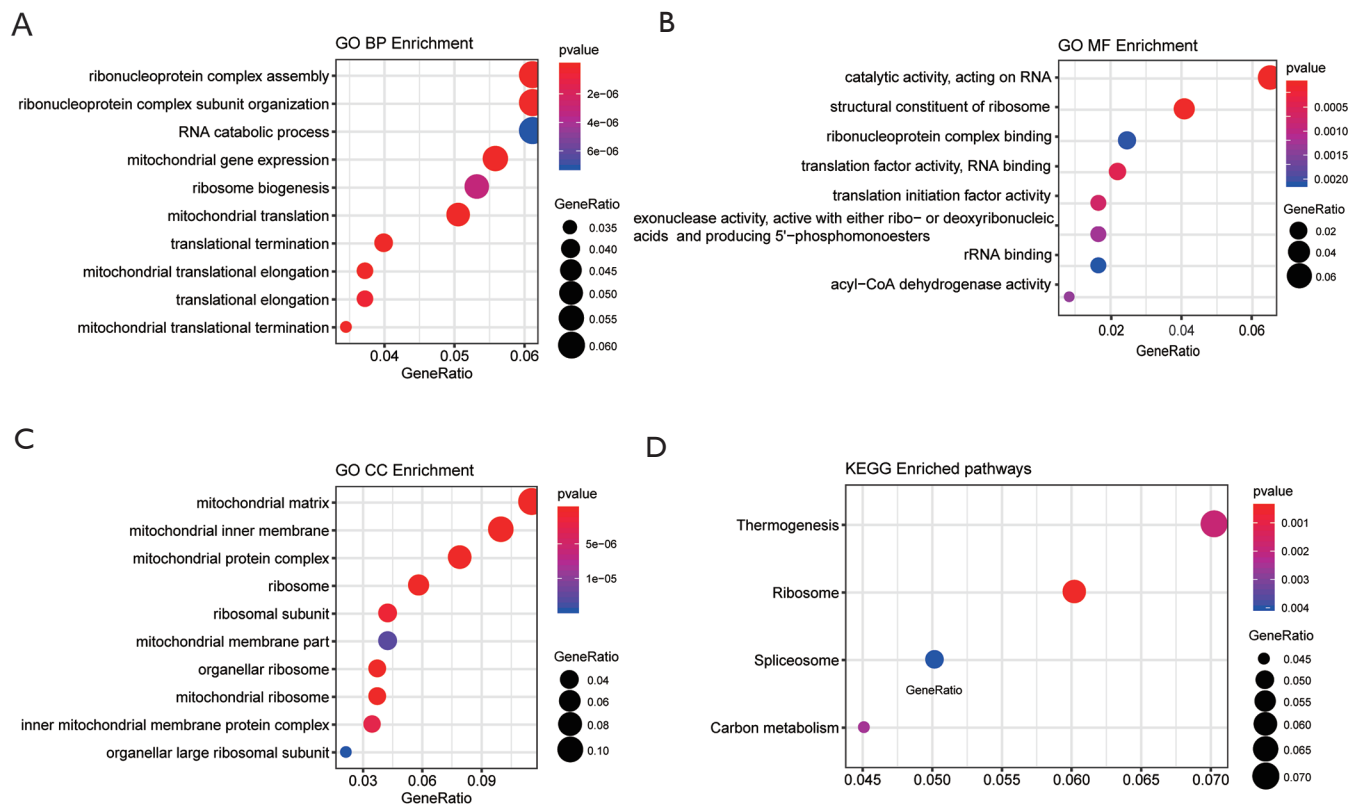 A
GO BP Enrichment
ribonucleoprotein complex assembly
ribonucleoprotein complex subunit organization
RNA catabolic process
mitochondrial gene expression
ribosome biogenesis
mitochondrial translation
translational termination
mitochondrial translational elongation
translational elongation
mitochondrial translational termination
0.04 0.05 0.06
GeneRatio
pvalue
2e−06
4e−06
6e−06
GeneRatio
0.035
0.040
0.045
0.050
0.055
0.060
B
GO MF Enrichment
catalytic activity, acting on RNA
structural constituent of ribosome
ribonucleoprotein complex binding
translation factor activity, RNA binding
translation initiation factor activity
exonuclease activity, active with either ribo− or deoxyribonucleic
acids and producing 5'−phosphomonoesters
rRNA binding
acyl−CoA dehydrogenase activity
0.02 0.04 0.06
GeneRatio
pvalue
0.0005
0.0010
0.0015
0.0020
GeneRatio
0.02
0.04
0.06
C
GO CC Enrichment
mitochondrial matrix
mitochondrial inner membrane
mitochondrial protein complex
ribosome
ribosomal subunit
mitochondrial membrane part
organellar ribosome
mitochondrial ribosome
inner mitochondrial membrane protein complex
organellar large ribosomal subunit
0.03 0.06 0.09
GeneRatio
pvalue
5e−06
1e−05
GeneRatio
0.04
0.06
0.08
0.10
D
KEGG Enriched pathways
Thermogenesis
Ribosome
Spliceosome
GeneRatio
Carbon metabolism
0.045 0.050 0.055 0.060 0.065 0.070
pvalue
0.001
0.002
0.003
0.004
GeneRatio
0.045
0.050
0.055
0.060
0.065
0.070